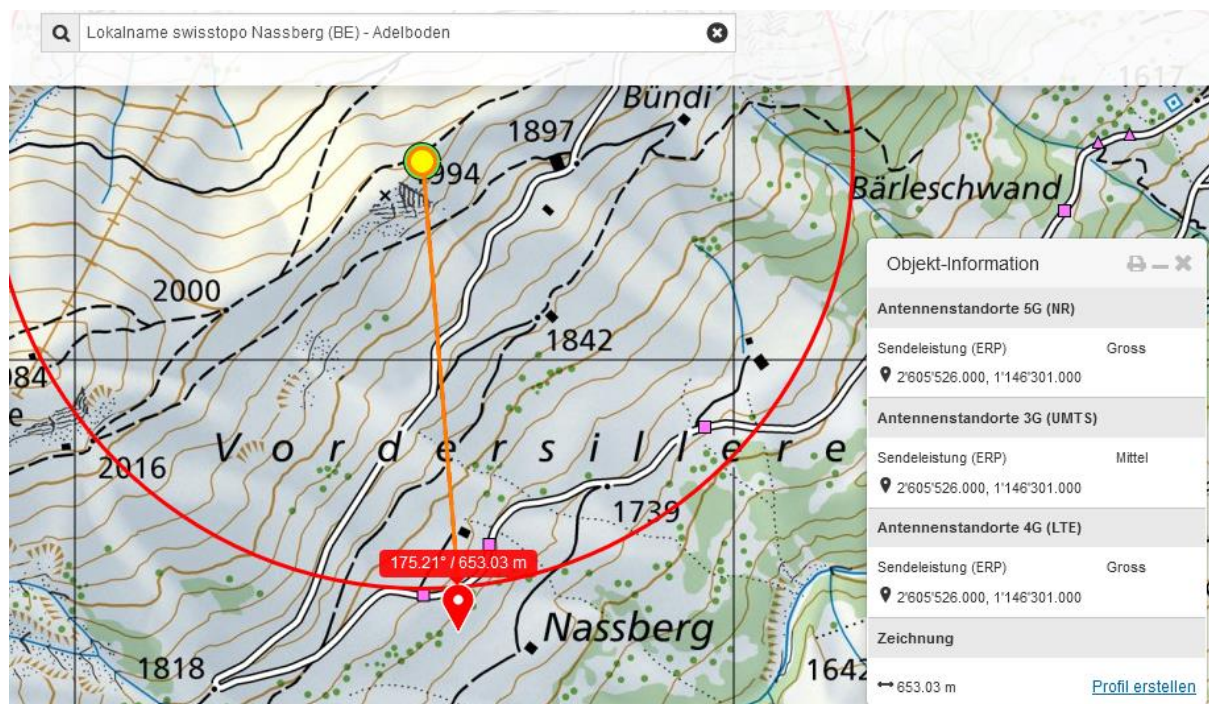 Lokalname swisstopo Nassberg (BE) - Adelboden
1617
Bündi
1897
994
Bärleschwand
2000
1842
984
e
Vordersillere
2016
1739
175.21° / 653.03 m
Nassberg
1818
1642
Objekt-Information
Antennenstandorte 5G (NR)
Sendeleistung (ERP) Gross
2'605'526.000, 1'146'301.000
Antennenstandorte 3G (UMTS)
Sendeleistung (ERP) Mittel
2'605'526.000, 1'146'301.000
Antennenstandorte 4G (LTE)
Sendeleistung (ERP) Gross
2'605'526.000, 1'146'301.000
Zeichnung
653.03 m Profil erstellen